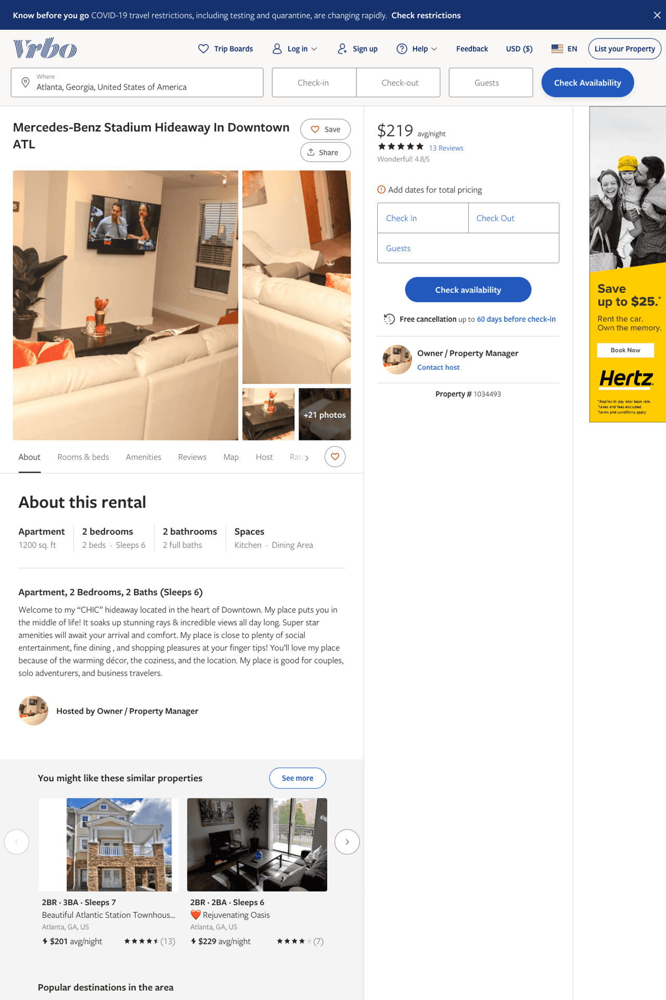 Know before you go COVID-19 travel restrictions, including testing and quarantine, are changing rapidly. Check restrictions
Vrbo
Trip Boards
Log in
Sign up
Help
Feedback
USD ($)
EN
List your Property
Where
Atlanta, Georgia, United States of America
Check-in
Check-out
Guests
Check Availability
Mercedes-Benz Stadium Hideaway In Downtown
ATL
Save
Share
+21 photos
About
Rooms & beds
Amenities
Reviews
Map
Host
$219 avg/night
13 Reviews
Wonderful! 4.8/5
Add dates for total pricing
Check In
Check Out
Guests
Check availability
Free cancellation up to 60 days before check-in
Owner / Property Manager
Contact host
Property # 1034493
Save
up to $25.*
Rent the car.
Own the memory.
Book Now
Hertz
*Applies to pay later base rate.
Taxes and fees excluded.
Terms and conditions apply.
About this rental
Apartment
1200 sq. ft
2 bedrooms
2 beds · Sleeps 6
2 bathrooms
2 full baths
Spaces
Kitchen · Dining Area
Apartment, 2 Bedrooms, 2 Baths (Sleeps 6)
Welcome to my “CHIC” hideaway located in the heart of Downtown. My place puts you in
the middle of life! It soaks up stunning rays & incredible views all day long. Super star
amenities will await your arrival and comfort. My place is close to plenty of social
entertainment, fine dining , and shopping pleasures at your finger tips! You’ll love my place
because of the warming décor, the coziness, and the location. My place is good for couples,
solo adventurers, and business travelers.
Hosted by Owner / Property Manager
You might like these similar properties
See more
2BR · 3BA · Sleeps 7
Beautiful Atlantic Station Townhous...
Atlanta, GA, US
$201 avg/night
(13)
2BR · 2BA · Sleeps 6
❤️ Rejuvenating Oasis
Atlanta, GA, US
$229 avg/night
(7)
Popular destinations in the area